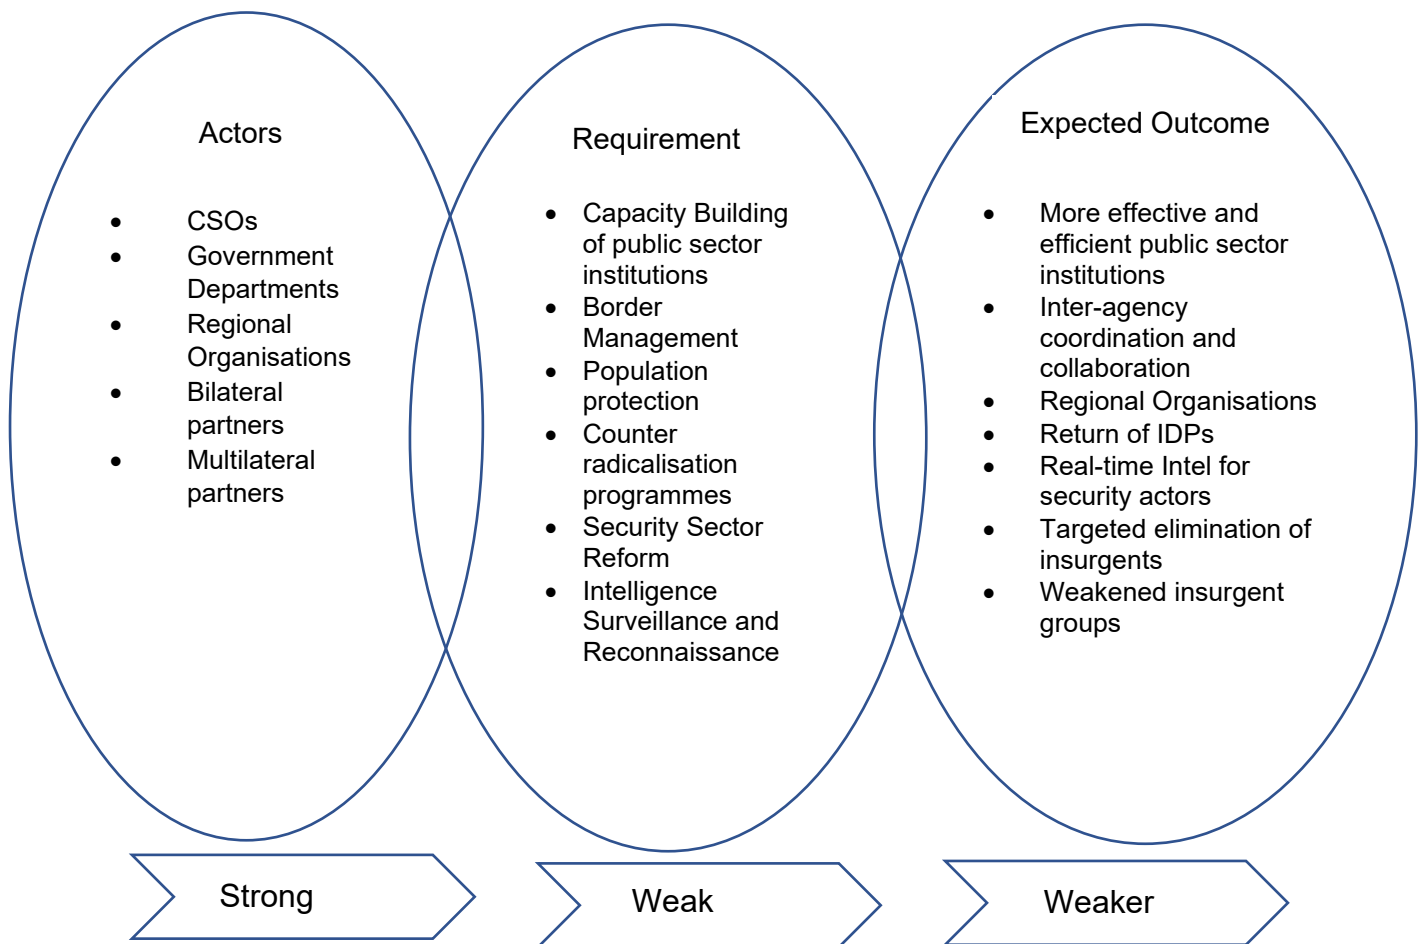 Actors
• CSOs
• Government
Departments
• Regional
Organisations
• Bilateral
partners
• Multilateral
partners
Requirement
• Capacity Building
of public sector
institutions
• Border
Management
• Population
protection
• Counter
radicalisation
programmes
• Security Sector
Reform
• Intelligence
Surveillance and
Reconnaissance
Expected Outcome
• More effective and
efficient public sector
institutions
• Inter-agency
coordination and
collaboration
• Regional Organisations
• Return of IDPs
• Real-time Intel for
security actors
• Targeted elimination of
insurgents
• Weakened insurgent
groups
Strong
Weak
Weaker